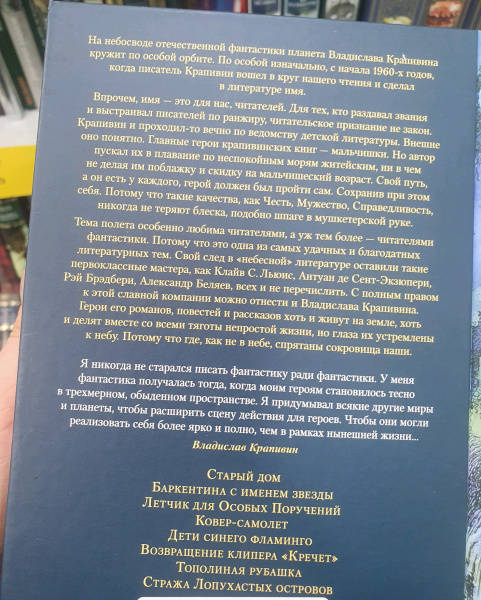 На небосводе отечественной фантастики планета Владислава Крапивина
кружит по особой орбите. По особой изначально, с начала 1960-х годов,
когда писатель Крапивин вошел в круг нашего чтения и сделал
в литературе имя.
Впрочем, имя — это для нас, читателей. Для тех, кто раздавал звания
и выстраивал писателей по ранжиру, читательское признание не закон.
Крапивин и проходил-то вечно по ведомству детской литературы. Внешне
оно понятно. Главные герои крапивинских книг — мальчишки. Но автор
пускал их в плавание по неспокойным морям житейским, ни в чем
не делая им поблажку и скидку на мальчишеский возраст. Свой путь,
а он есть у каждого, герой должен был пройти сам. Сохранив при этом
себя. Потому что такие качества, как Честь, Мужество, Справедливость,
никогда не теряют блеска, подобно шпаге в мушкетерской руке.
Тема полета особенно любима читателями, а уж тем более — читателями
фантастики. Потому что это одна из самых удачных и благодатных
литературных тем. Свой след в «небесной» литературе оставили такие
первоклассные мастера, как Клайв С. Льюис, Антуан де Сент-Экзюпери,
Рэй Брэдбери, Александр Беляев, всех и не перечислить. С полным правом
к этой славной компании можно отнести и Владислава Крапивина.
Герои его романов, повестей и рассказов хоть и живут на земле, хоть
и делят вместе со всеми тяготы непростой жизни, но глаза их устремлены
к небу. Потому что где, как не в небе, спрятаны сокровища наши.
Я никогда не старался писать фантастику ради фантастики. У меня
фантастика получалась тогда, когда моим героям становилось тесно
в трехмерном, обыденном пространстве. Я придумывал всякие другие миры
и планеты, чтобы расширить сцену действия для героев. Чтобы они могли
реализовать себя более ярко и полно, чем в рамках нынешней жизни...
Владислав Крапивин
Старый дом
Баркентина с именем звезды
Летчик для Особых Поручений
Ковер-самолет
Дети синего фламинго
Возвращение клипера «Кречет»
Тополиная рубашка
Стража Лопухастых островов